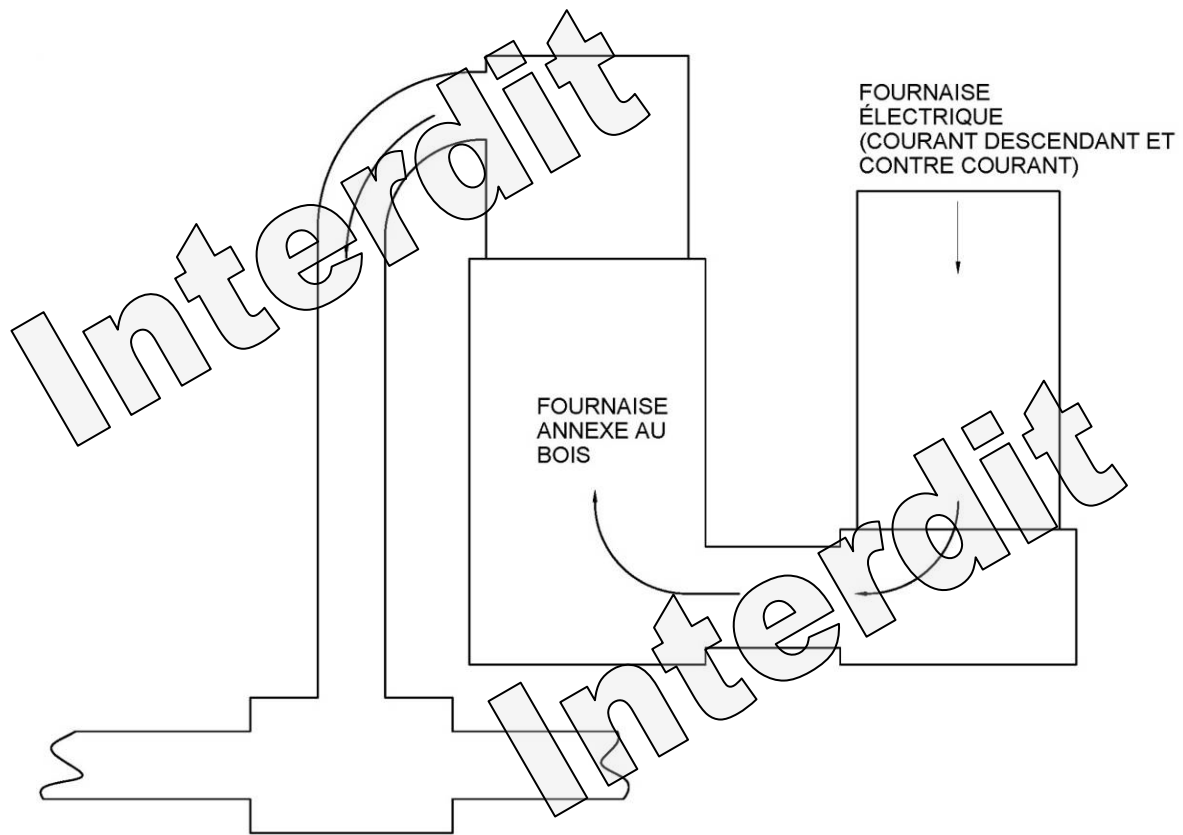 Interdit
FOURNAISE
ÉLECTRIQUE
(COURANT DESCENDANT ET
CONTRE COURANT)
FOURNAISE
ANNEXE AU
BOIS
Interdit